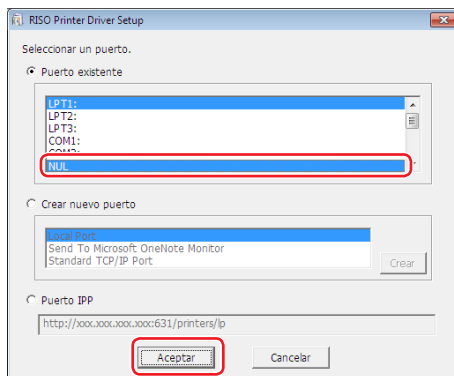 RISO Printer Driver Setup
Seleccionar un puerto.
Puerto existente
LPT1:
LPT2:
LPT3:
COM1:
COM2:
NUL
Crear nuevo puerto
Local Port
Send To Microsoft OneNote Monitor
Standard TCP/IP Port
Crear
Puerto IPP
http://xxx.xxx.xxx.xxx:631/printers/lp
Aceptar
Cancelar